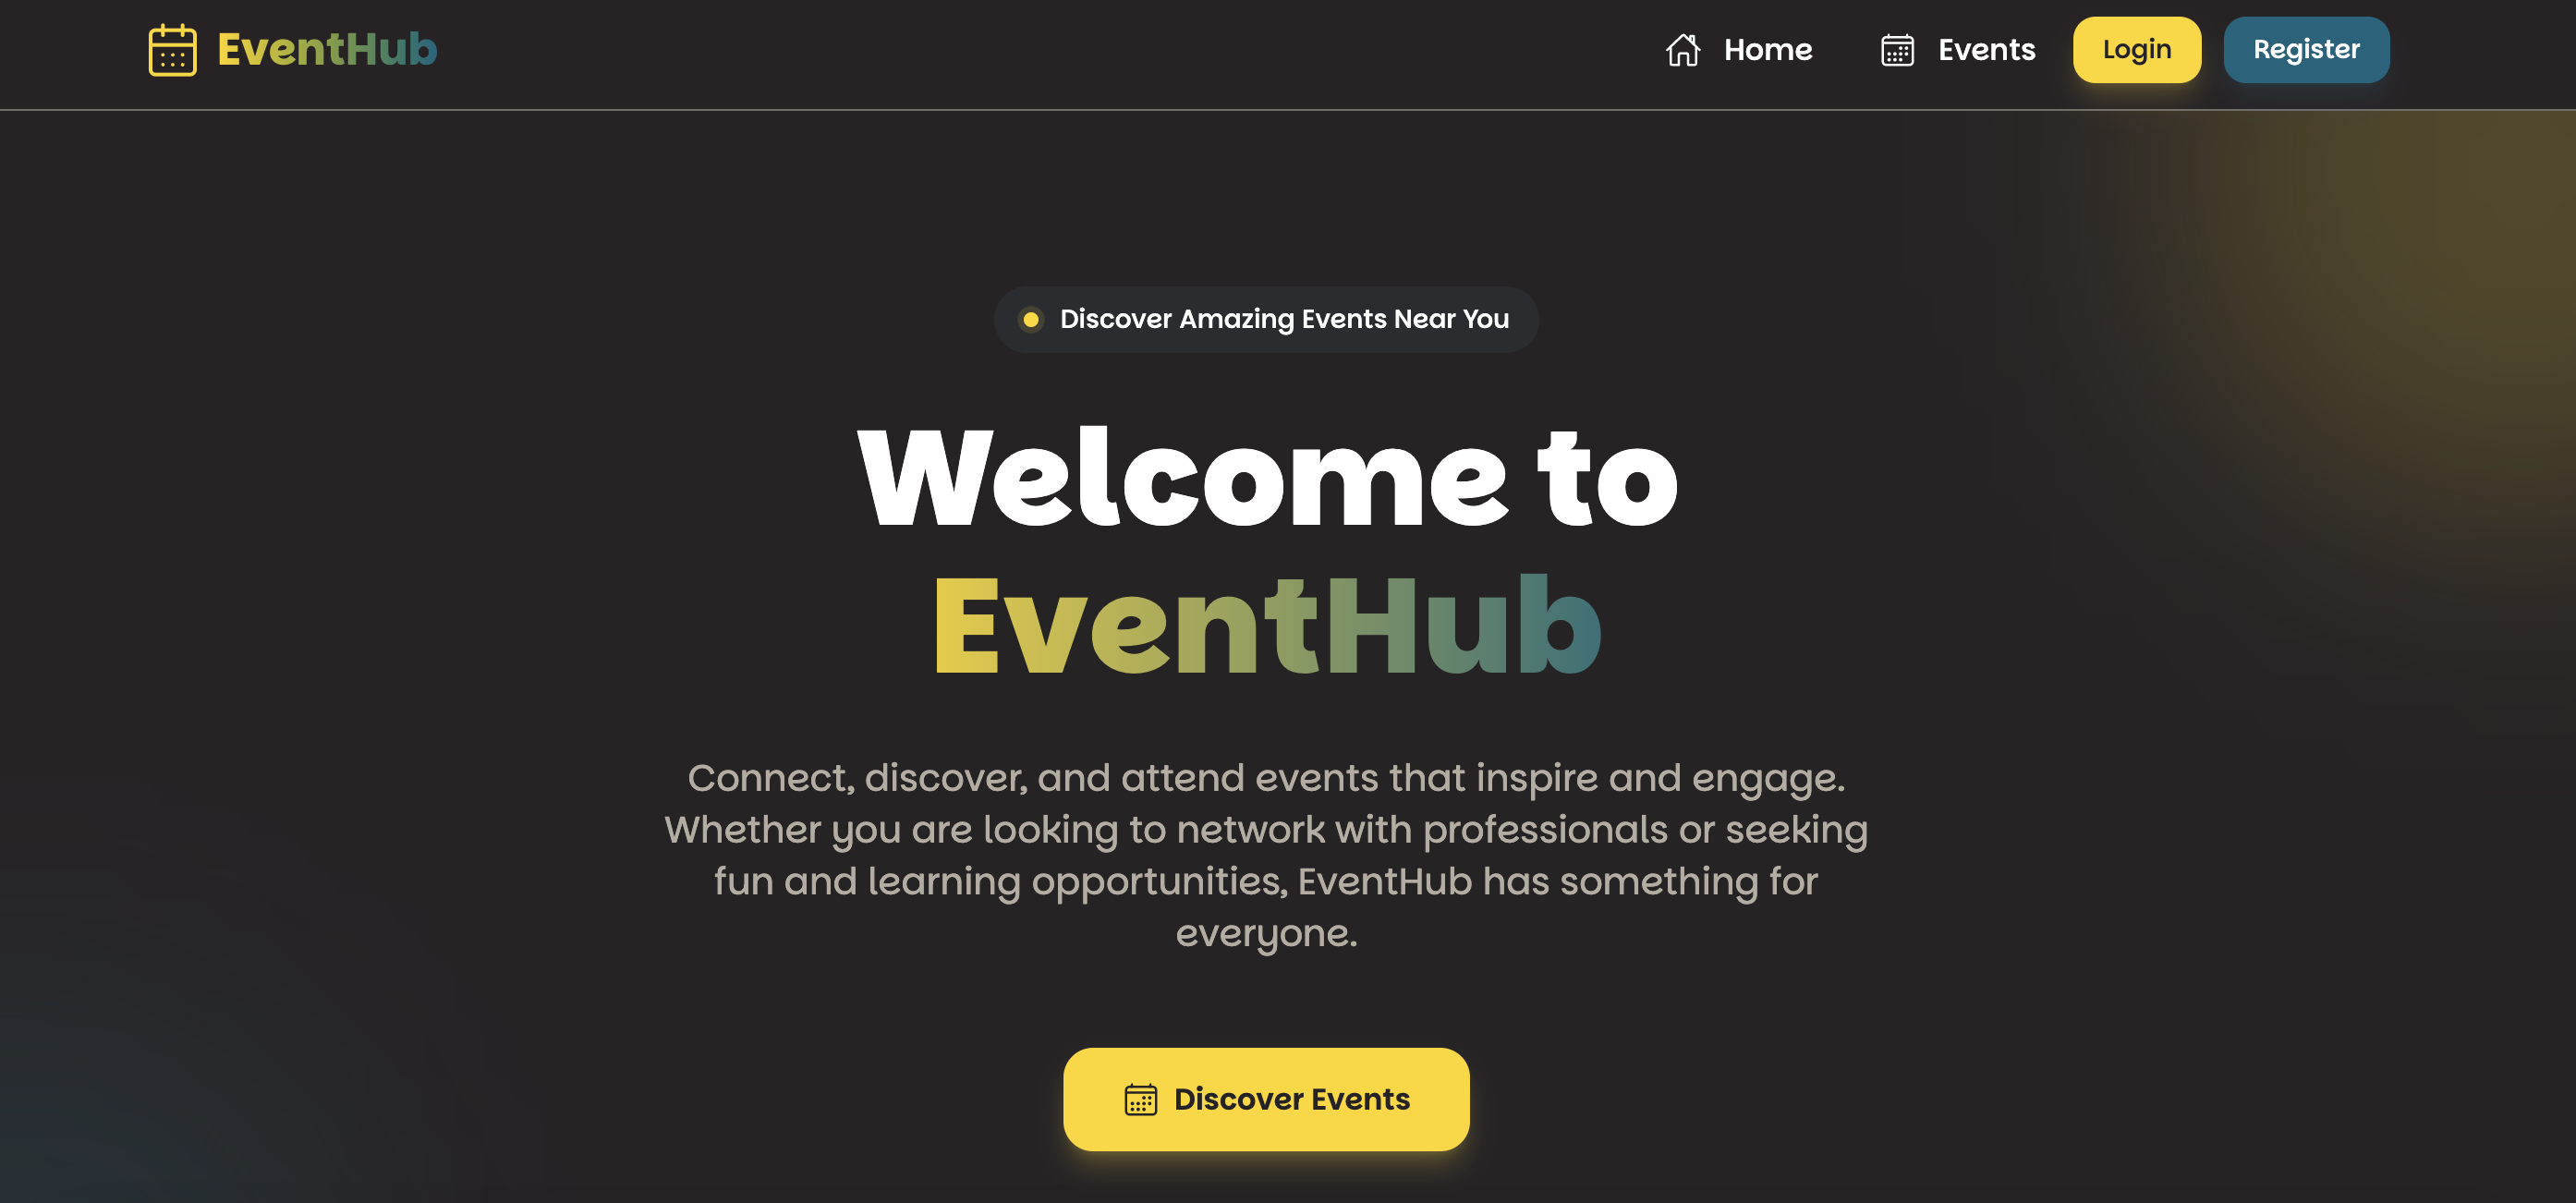 EventHub
Home
Events
Login
Register
Discover Amazing Events Near You
Welcome to
EventHub
Connect, discover, and attend events that inspire and engage.
Whether you are looking to network with professionals or seeking
fun and learning opportunities, EventHub has something for
everyone.
Discover Events